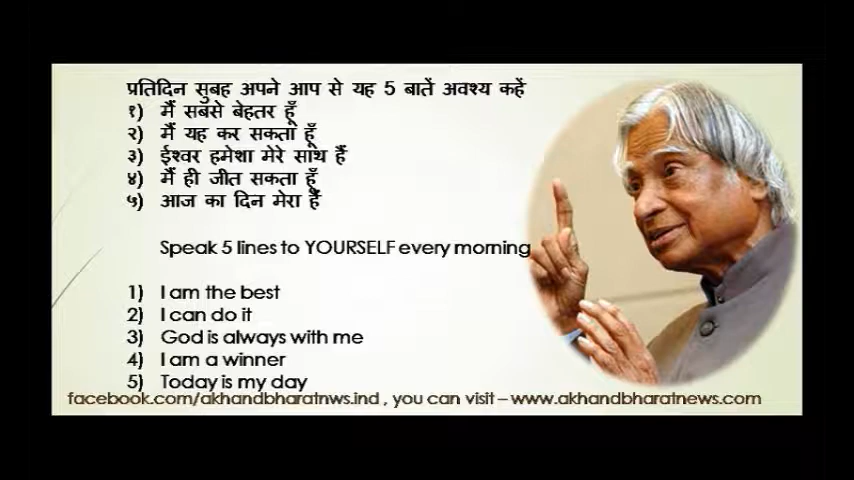 प्रतिदिन सुबह अपने आप से यह 5 बातें अवश्य कहें
१) मैं सबसे बेहतर हूँ
२) मैं यह कर सकता हूँ
३) ईश्वर हमेशा मेरे साथ हैं
४) मैं ही जीत सकता हूँ
५) आज का दिन मेरा हैं
Speak 5 lines to YOURSELF every morning
1) I am the best
2) I can do it
3) God is always with me
4) I am a winner
5) Today is my day
facebook.com/akhandbharatnws.ind , you can visit – www.akhandbharatnews.com